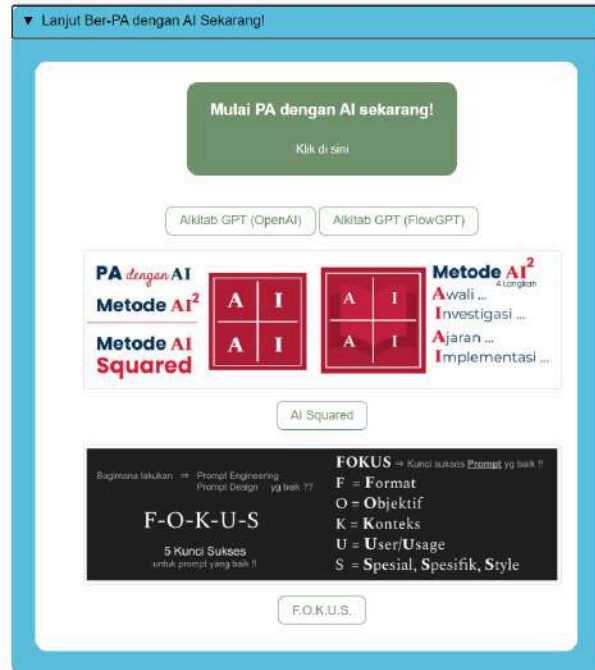 ▼ Lanjut Ber-PA dengan AI Sekarang!
Mulai PA dengan AI sekarang!
Klik di sini
Alkitab GPT (OpenAI)
Alkitab GPT (FlowGPT)
PA dengan AI
Metode AI²
Metode AI
Squared
A I
A I
A I
A I
Metode AI²
4 Langkah
Awali ...
Investigasi ...
Ajaran ...
Implementasi ...
AI Squared
Bagimana lakukan ⇒ Prompt Engineering
Prompt Design yg baik ??
F-O-K-U-S
5 Kunci Sukses
untuk prompt yang baik !!
FOKUS ⇒ Kunci sukses Prompt yg baik !!
F = Format
O = Objektif
K = Konteks
U = User/Usage
S = Spesial, Spesifik, Style
F.O.K.U.S.